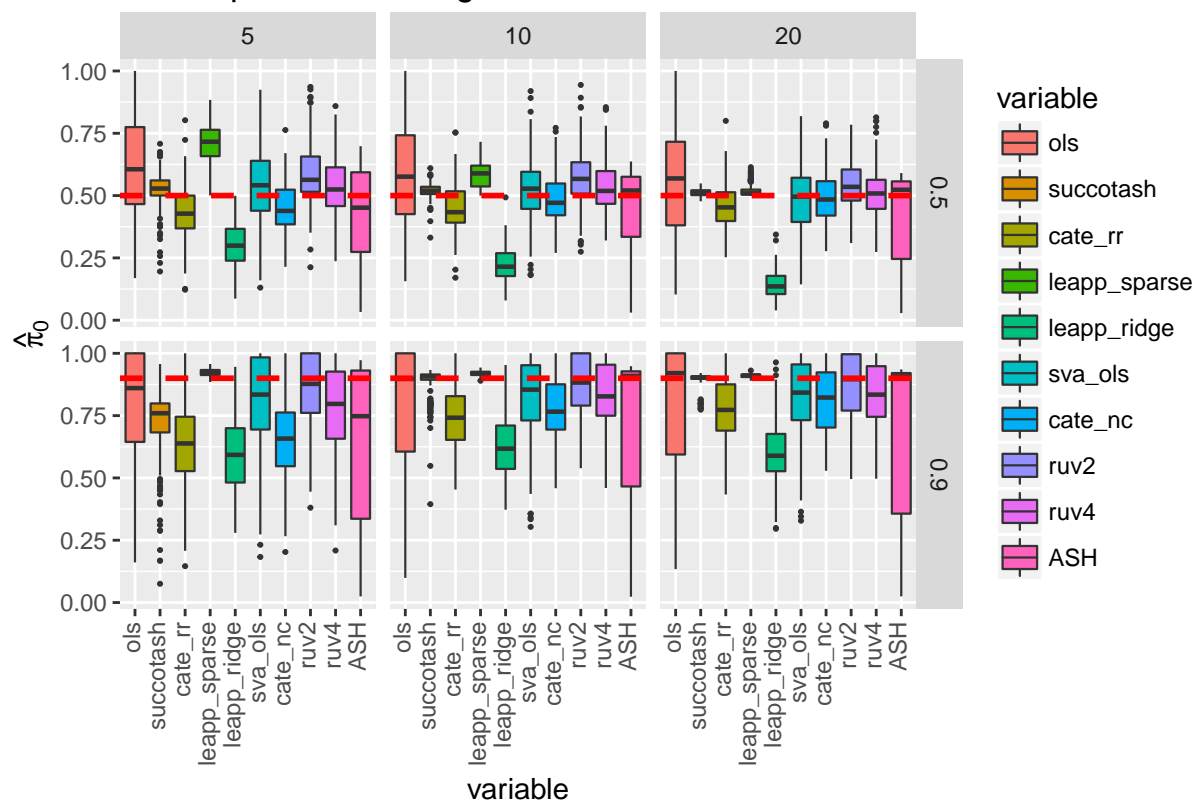 5
10
20
0.5
0.9
1.00
0.75
0.50
0.25
0.00
1.00
0.75
0.50
0.25
0.00
π̂₀
ols
succotash
cate_rr
leapp_sparse
leapp_ridge
sva_ols
cate_nc
ruv2
ruv4
ASH
ols
succotash
cate_rr
leapp_sparse
leapp_ridge
sva_ols
cate_nc
ruv2
ruv4
ASH
ols
succotash
cate_rr
leapp_sparse
leapp_ridge
sva_ols
cate_nc
ruv2
ruv4
ASH
variable
variable
ols
succotash
cate_rr
leapp_sparse
leapp_ridge
sva_ols
cate_nc
ruv2
ruv4
ASH